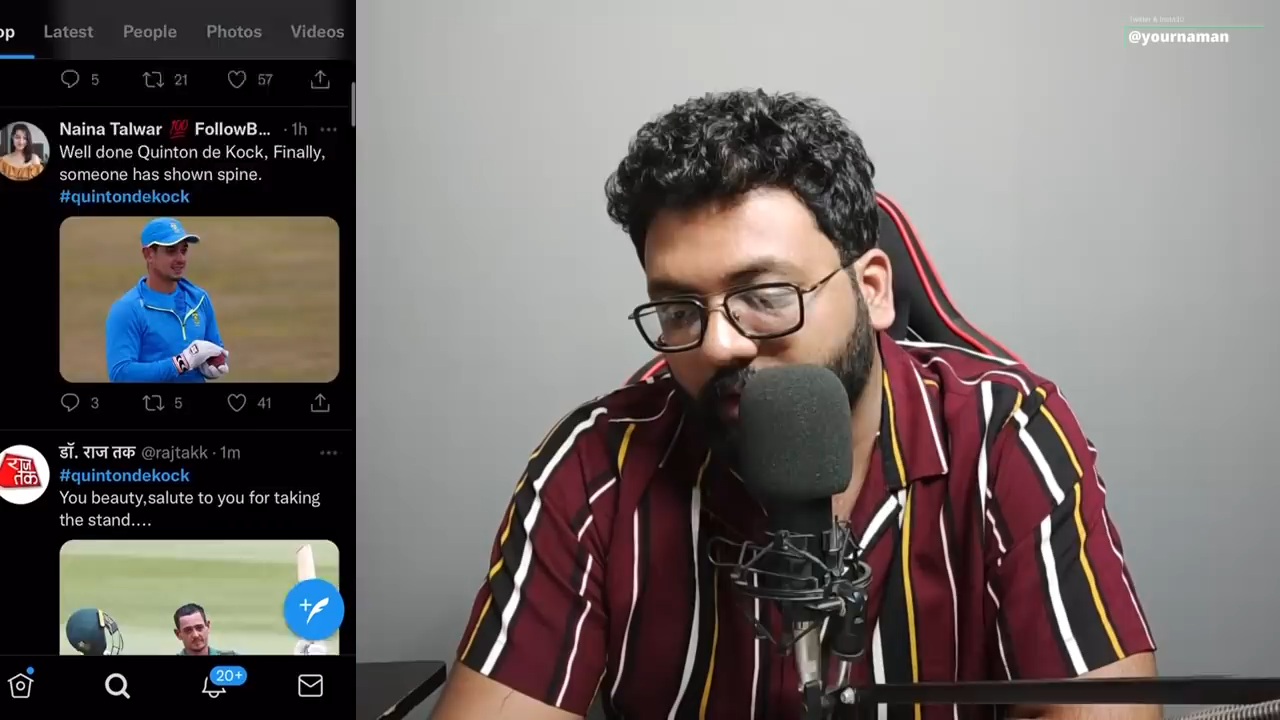 op Latest People Photos Videos
5 21 57
Naina Talwar 💯 FollowB... · 1h
Well done Quinton de Kock, Finally,
someone has shown spine.
#quintondekock
3 5 41
डॉ. राज तक @rajtakk · 1m
राज
तक
#quintondekock
You beauty,salute to you for taking
the stand....
20+
@yournaman